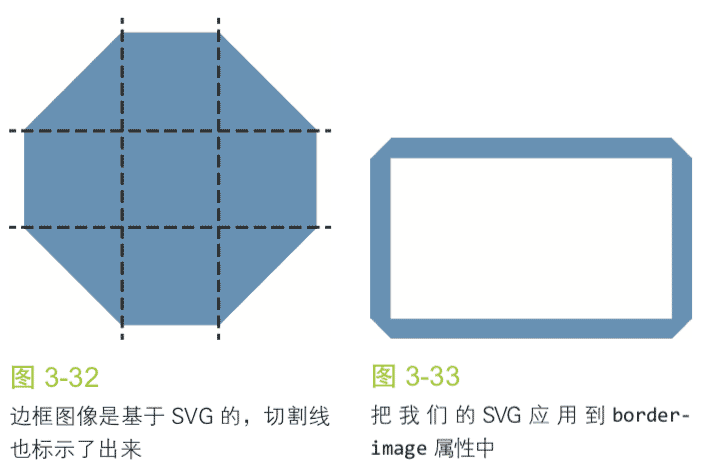 图 3-32
边框图像是基于 SVG 的，切割线
也标示了出来
图 3-33
把我们的 SVG 应用到 border-
image 属性中